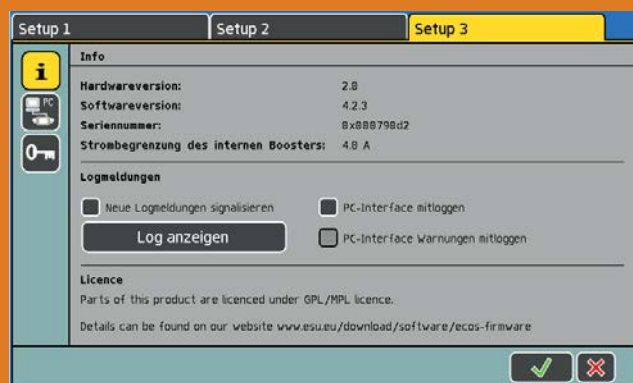 Setup 1
Setup 2
Setup 3
i
PC
Info
Hardwareversion: 2.0
Softwareversion: 4.2.3
Seriennummer: 0x000790d2
Strombegrenzung des internen Boosters: 4.0 A
Logmeldungen
Neue Logmeldungen signalisieren
PC-Interface mitloggen
Log anzeigen
PC-Interface Warnungen mitloggen
Licence
Parts of this product are licenced under GPL/MPL licence.
Details can be found on our website www.esu.eu/download/software/ecos-firmware